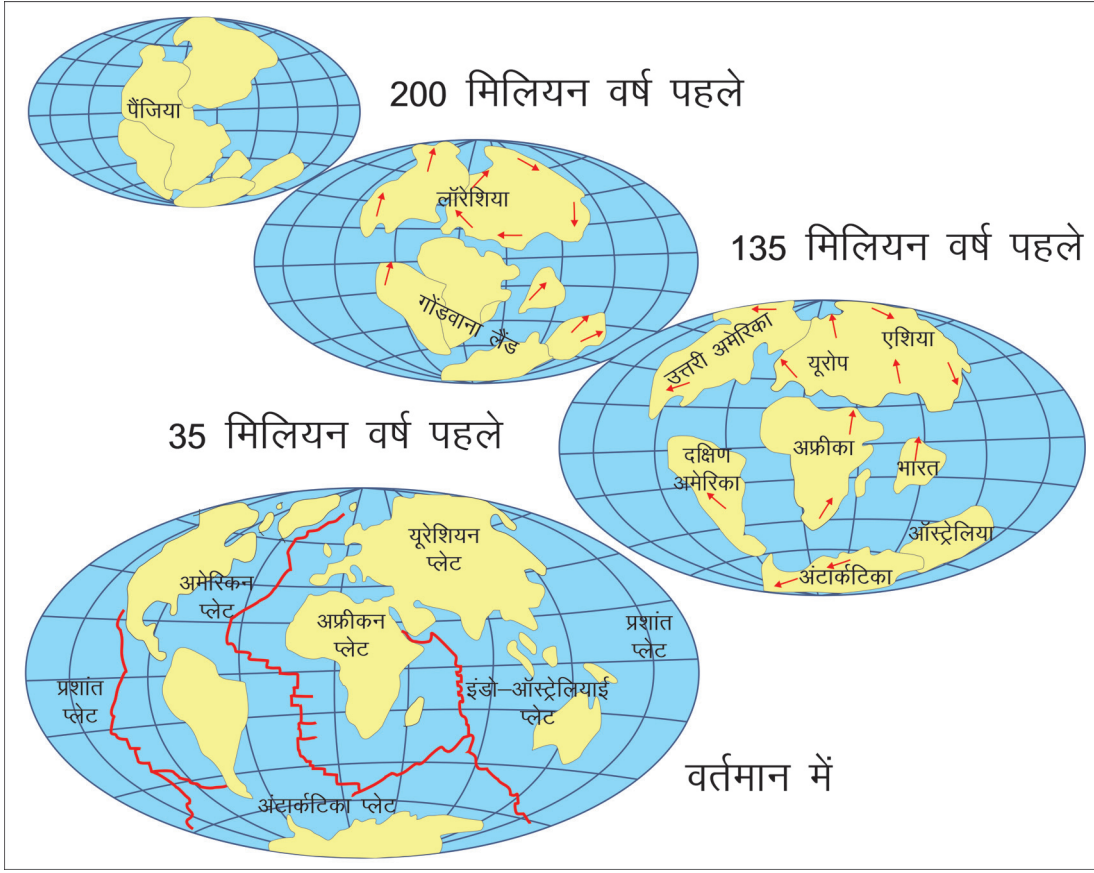 पैंजिया
200 मिलियन वर्ष पहले
लॉरेशिया
गोंडवाना लैंड
135 मिलियन वर्ष पहले
उत्तरी अमेरिका
यूरोप
एशिया
दक्षिण
अमेरिका
अफ्रीका
भारत
ऑस्ट्रेलिया
अंटार्कटिका
35 मिलियन वर्ष पहले
यूरेशियन
प्लेट
अमेरिकन
प्लेट
अफ्रीकन
प्लेट
प्रशांत
प्लेट
प्रशांत
प्लेट
इंडो–ऑस्ट्रेलियाई
प्लेट
अंटार्कटिका प्लेट
वर्तमान में